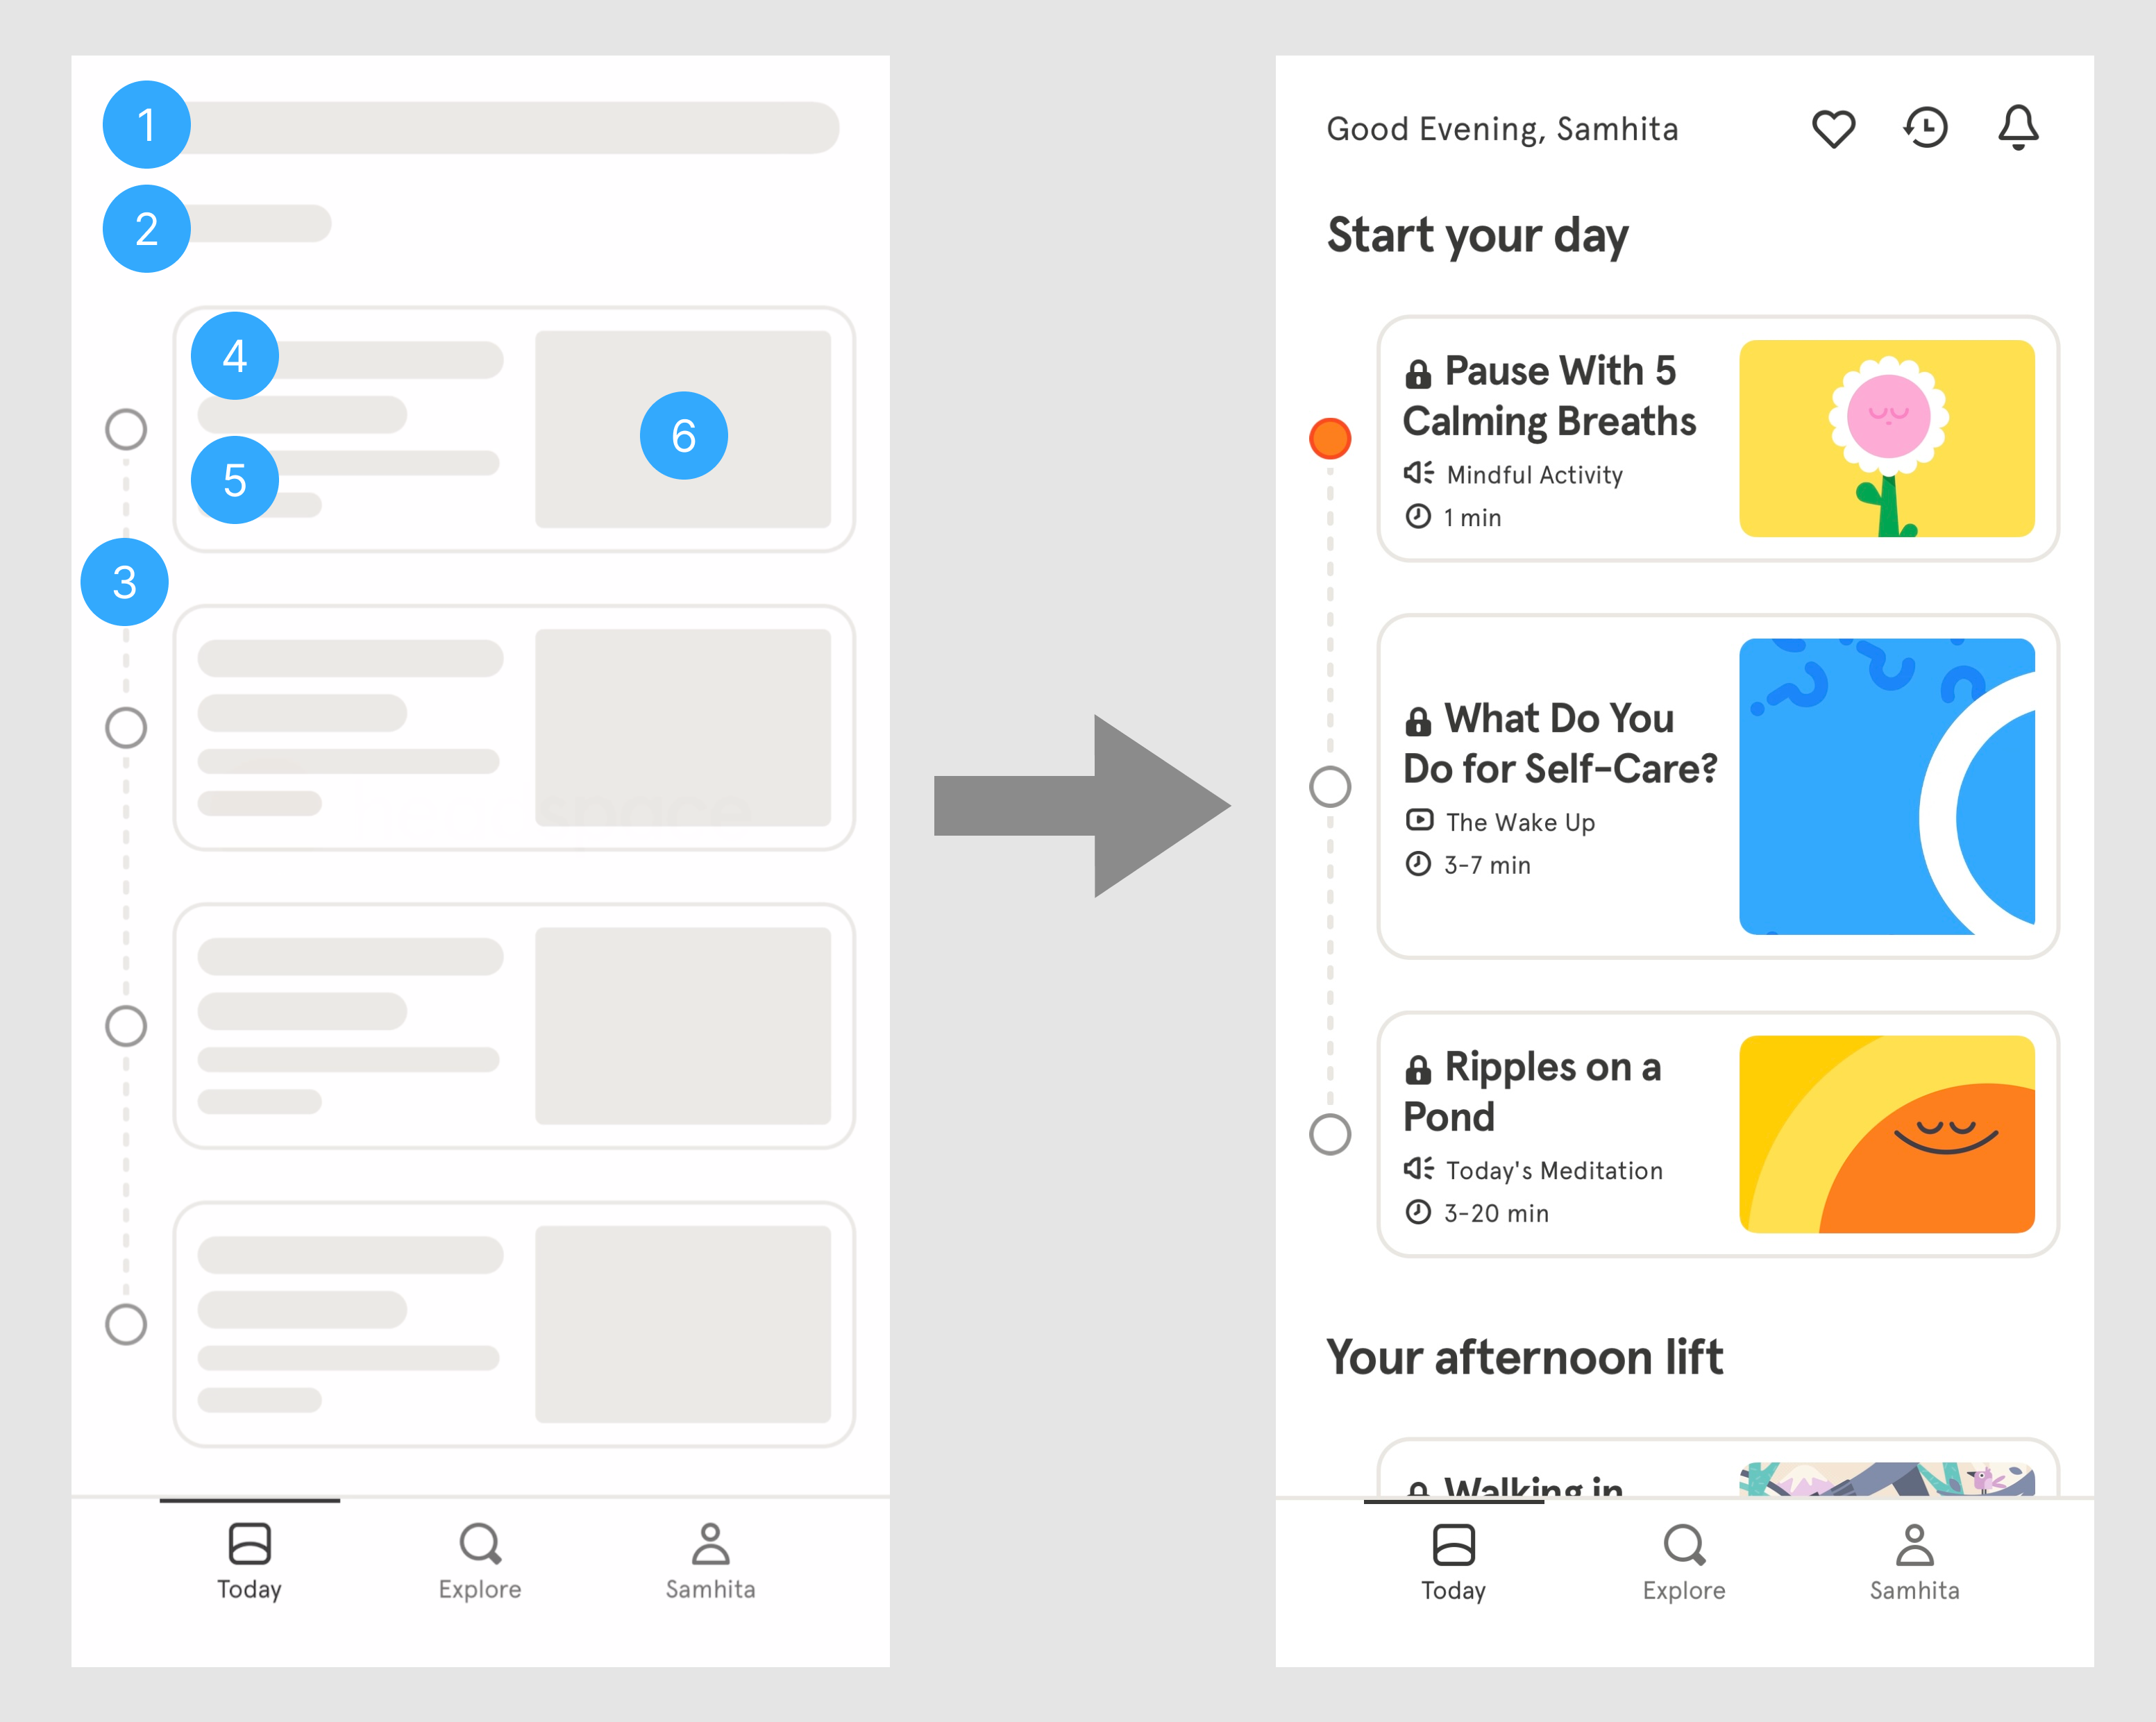 1
2
4
5
6
3
space
Today
Explore
Samhita
Good Evening, Samhita
Start your day
Pause With 5
Calming Breaths
Mindful Activity
1 min
What Do You
Do for Self-Care?
The Wake Up
3-7 min
Ripples on a
Pond
Today's Meditation
3-20 min
Your afternoon lift
Walking in
Today
Explore
Samhita